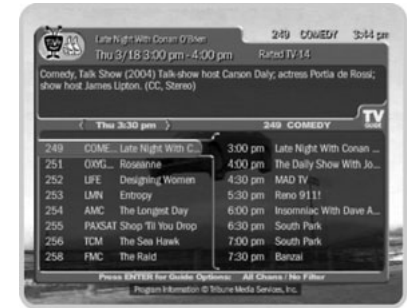 Late Night With Conan O'Brien 249 COMEDY 3:44 pm
Thu 3/18 3:00 pm - 4:00 pm Rated TV-14
Comedy, Talk Show (2004) Talk-show host Carson Daly; actress Portia de Rossi;
show host James Lipton. (CC, Stereo)
TV
GUIDE
Thu 3:30 pm 249 COMEDY
249 COME... Late Night With C... 3:00 pm Late Night With Conan ...
251 OXYG... Roseanne 4:00 pm The Daily Show With Jo...
252 LIFE Designing Women 4:30 pm MAD TV
253 LMN Entropy 5:30 pm Reno 911!
254 AMC The Longest Day 6:00 pm Insomniac With Dave A...
255 PAXSAT Shop 'Til You Drop 6:30 pm South Park
256 TCM The Sea Hawk 7:00 pm South Park
258 FMC The Raid 7:30 pm Banzai
Press ENTER for Guide Options: All Chans / No Filter
Program Information © Tribune Media Services, Inc.